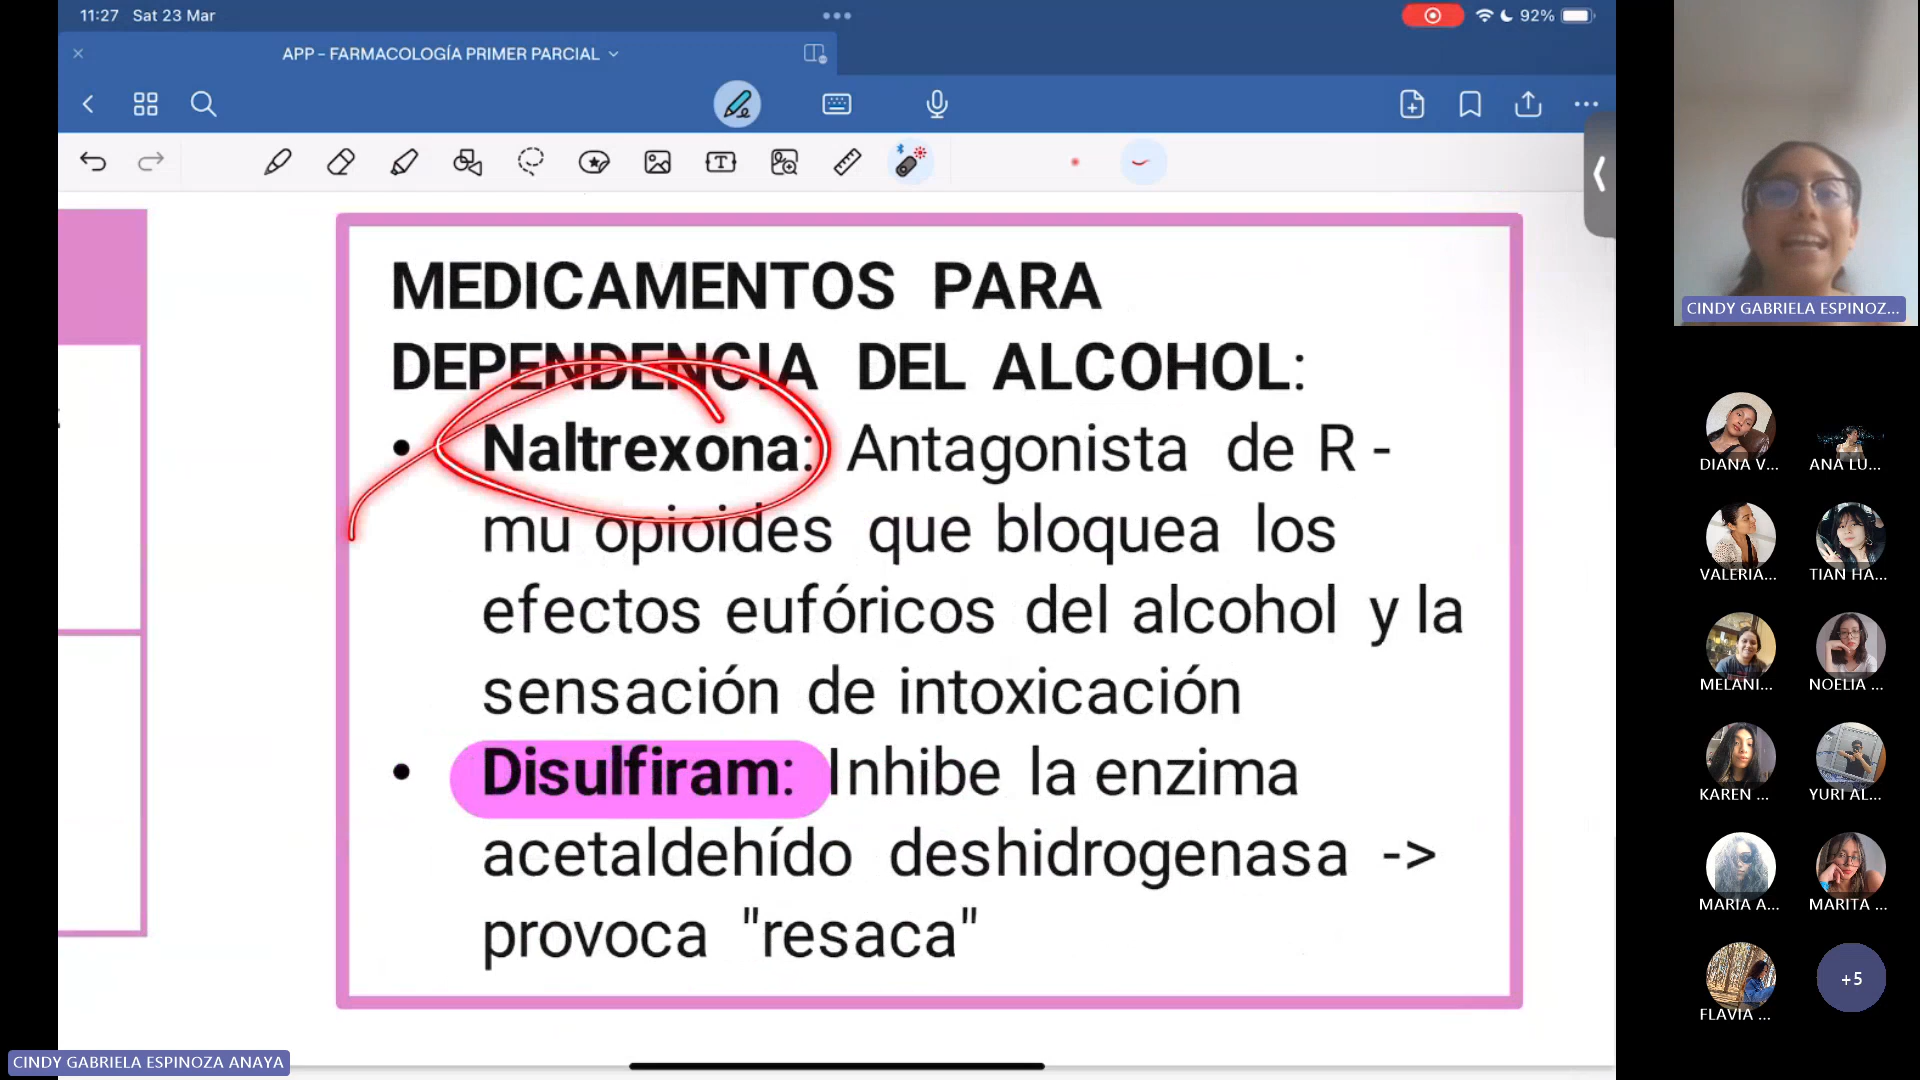 11:27 Sat 23 Mar
92%
APP - FARMACOLOGÍA PRIMER PARCIAL
MEDICAMENTOS PARA
DEPENDENCIA DEL ALCOHOL:
• Naltrexona: Antagonista de R -
mu opioides que bloquea los
efectos eufóricos del alcohol y la
sensación de intoxicación
• Disulfiram: Inhibe la enzima
acetaldehído deshidrogenasa ->
provoca "resaca"
CINDY GABRIELA ESPINOZA ANAYA
CINDY GABRIELA ESPINOZ...
DIANA V...
ANA LU...
VALERIA...
TIAN HA...
MELANI...
NOELIA ...
KAREN ...
YURI AL...
MARIA A...
MARITA ...
FLAVIA ...
+5